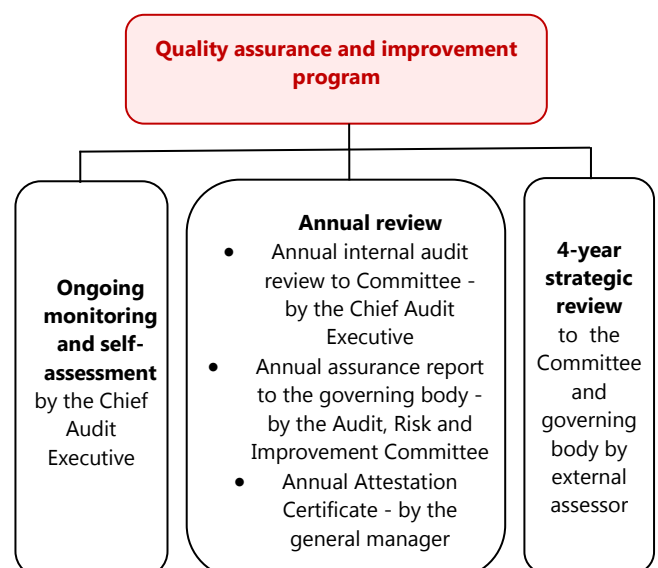 Quality assurance and improvement
program
Ongoing
monitoring
and self-
assessment
by the Chief
Audit
Executive
Annual review
• Annual internal audit
review to Committee -
by the Chief Audit
Executive
• Annual assurance report
to the governing body -
by the Audit, Risk and
Improvement Committee
• Annual Attestation
Certificate - by the
general manager
4-year
strategic
review
to the
Committee
and
governing
body by
external
assessor